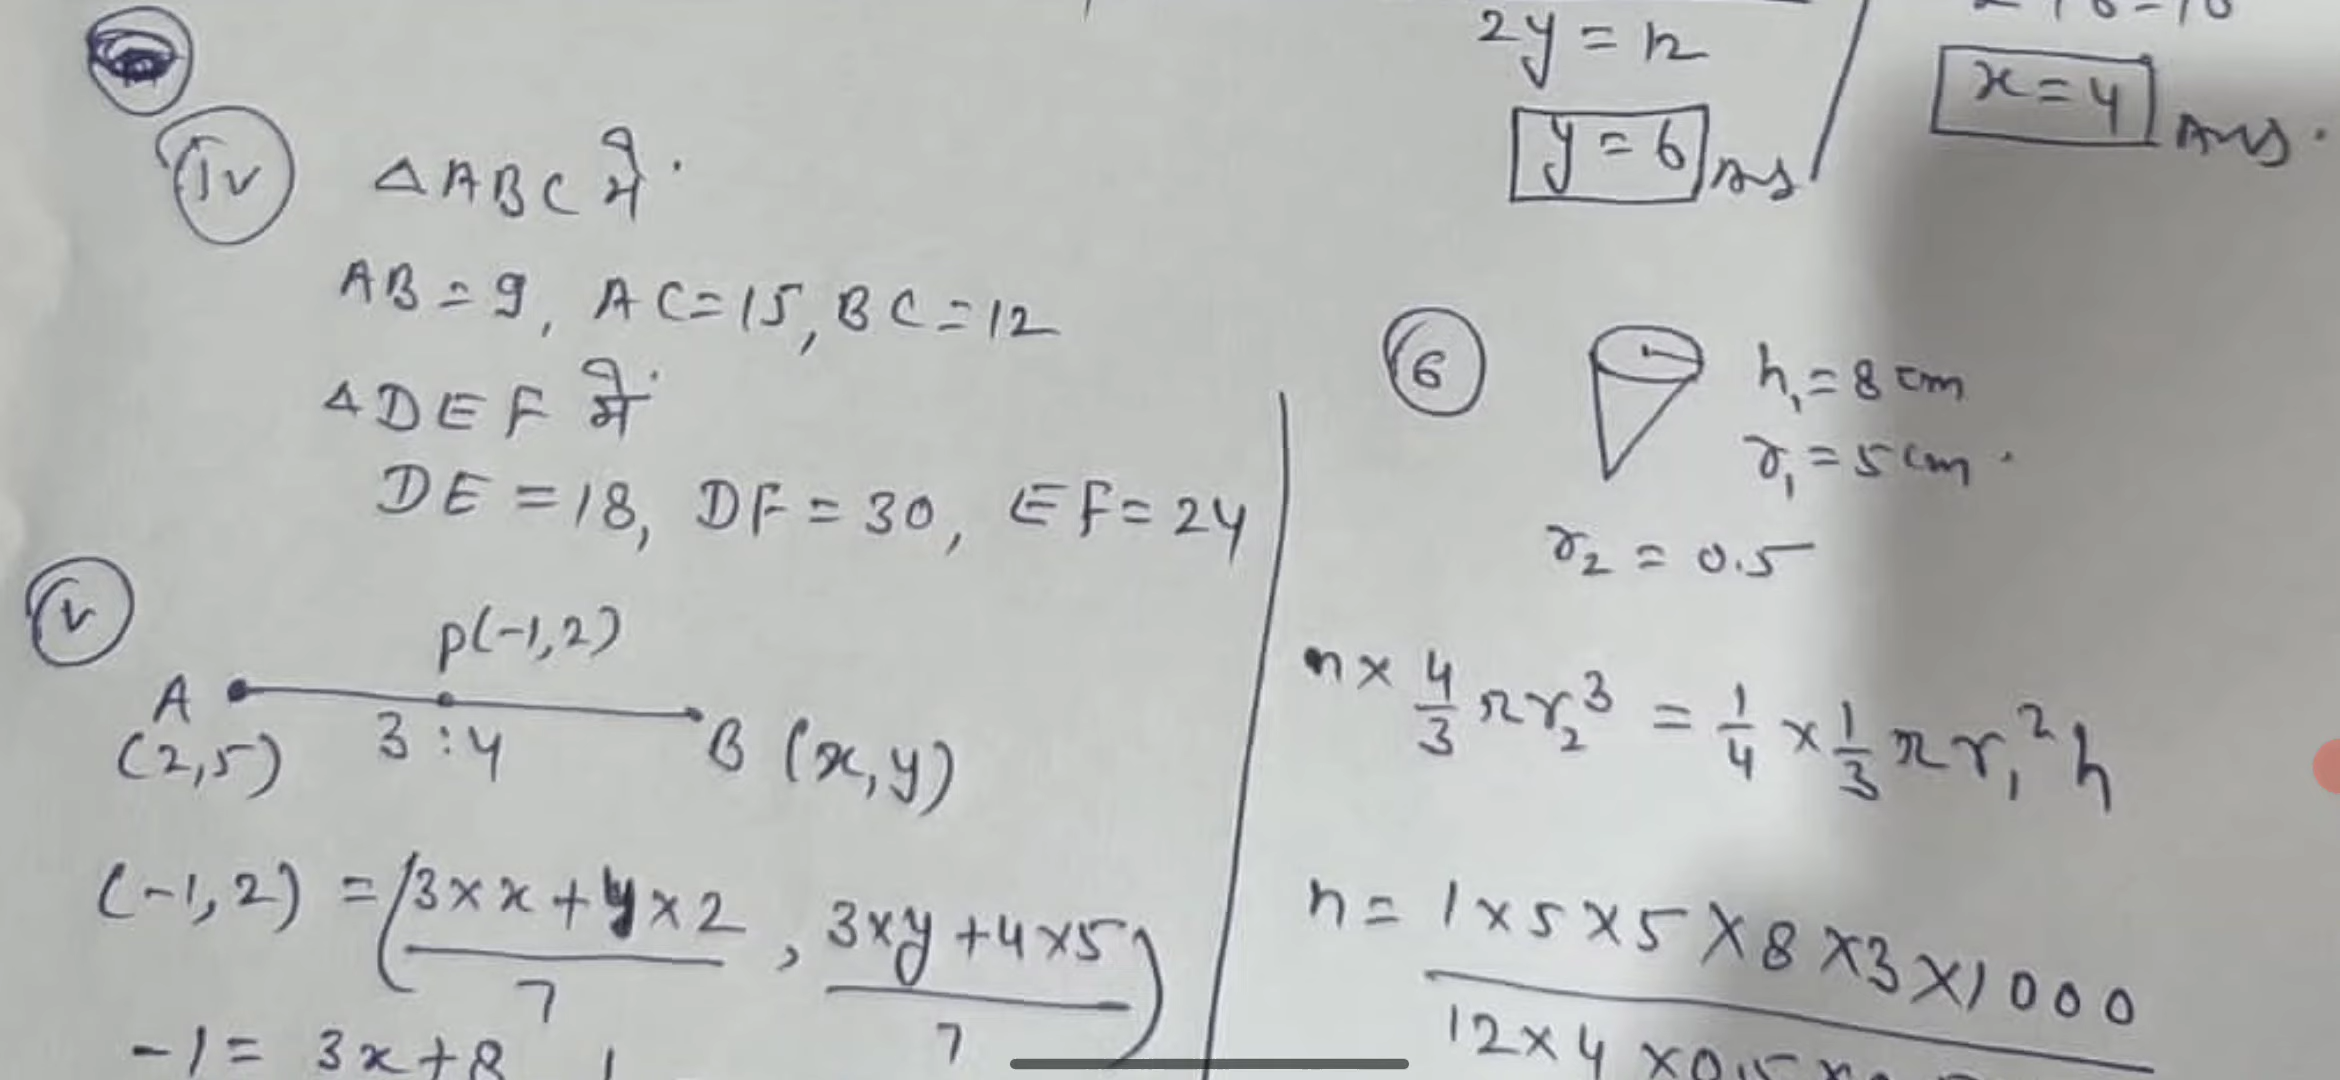 2y = 12
y = 6 Ans
x = 4 Ans.
iv △ABC में
AB = 9, AC = 15, BC = 12
△DEF में
DE = 18, DF = 30, EF = 24
v
P(-1,2)
A B (x,y)
(2,5) 3:4
(-1,2) = (3×x+4×2/7, 3×y+4×5/7)
-1 = 3x+8
6
h₁ = 8 cm
r₁ = 5 cm.
r₂ = 0.5
n × 4/3 πr₂³ = 1/4 × 1/3 πr₁²h
n = 1×5×5×8×3×1000
12×4×0.5×